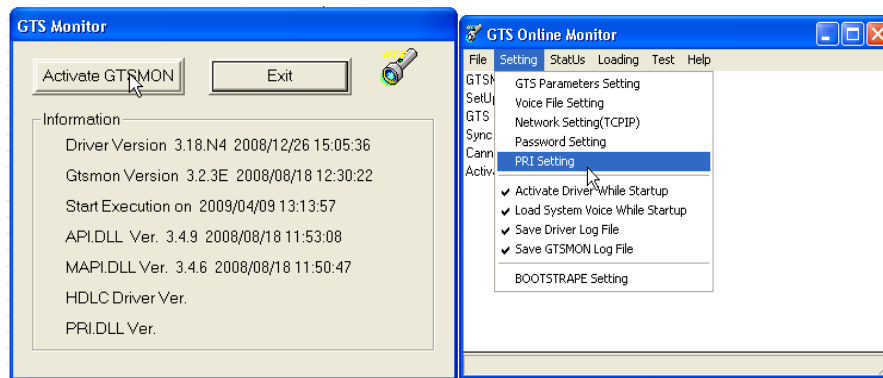 GTS Monitor
Activate GTSMON
Exit
GTS
Information
Driver Version 3.18.N4 2008/12/26 15:05:36
Gtsmon Version 3.2.3E 2008/08/18 12:30:22
Start Execution on 2009/04/09 13:13:57
API.DLL Ver. 3.4.9 2008/08/18 11:53:08
MAPI.DLL Ver. 3.4.6 2008/08/18 11:50:47
HDLC Driver Ver.
PRI.DLL Ver.
GTS Online Monitor
File Setting StatUs Loading Test Help
GTS Parameters Setting
Voice File Setting
GTS
Network Setting(TCPIP)
Sync
Password Setting
PRI Setting
Activate Driver While Startup
Load System Voice While Startup
Save Driver Log File
Save GTSMON Log File
BOOTSTRAPE Setting